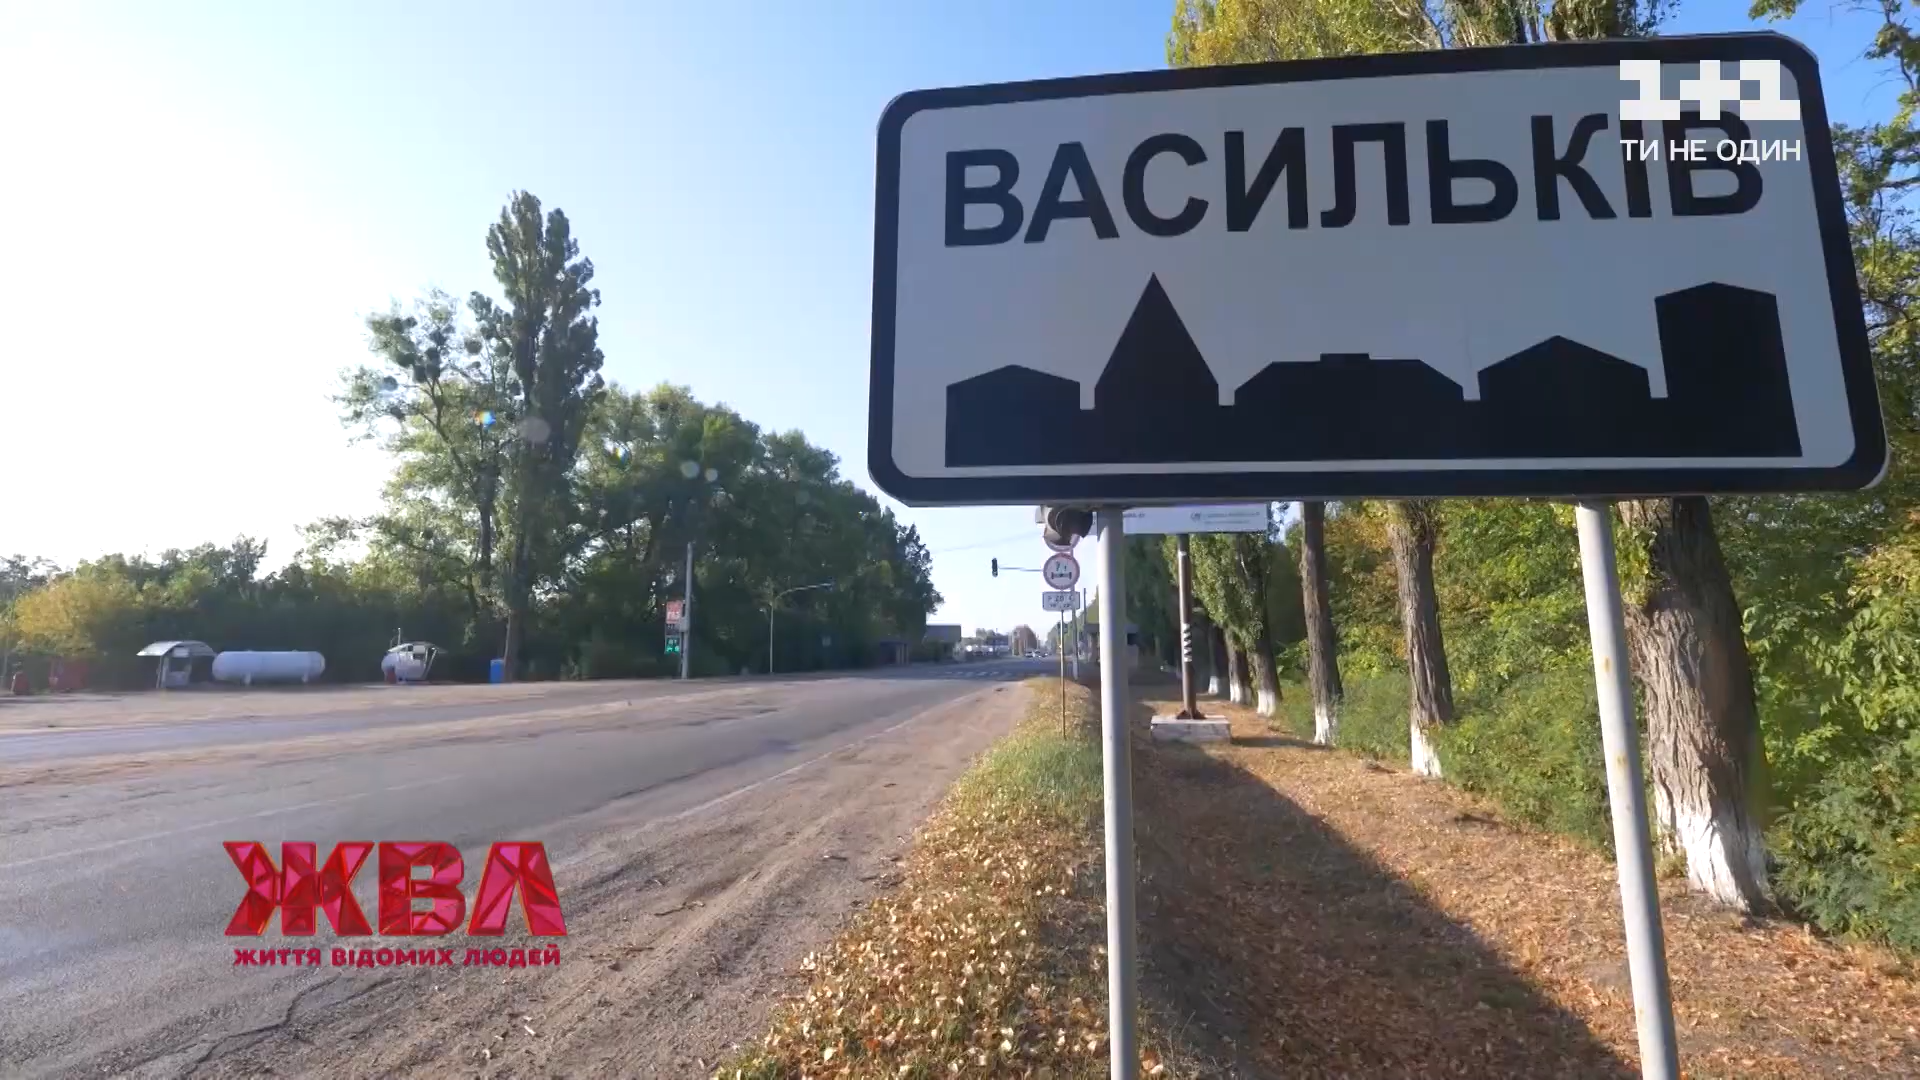 1+1
ТИ НЕ ОДИН
ВАСИЛЬКІВ
ЖВЛ
ЖИТТЯ ВІДОМИХ ЛЮДЕЙ